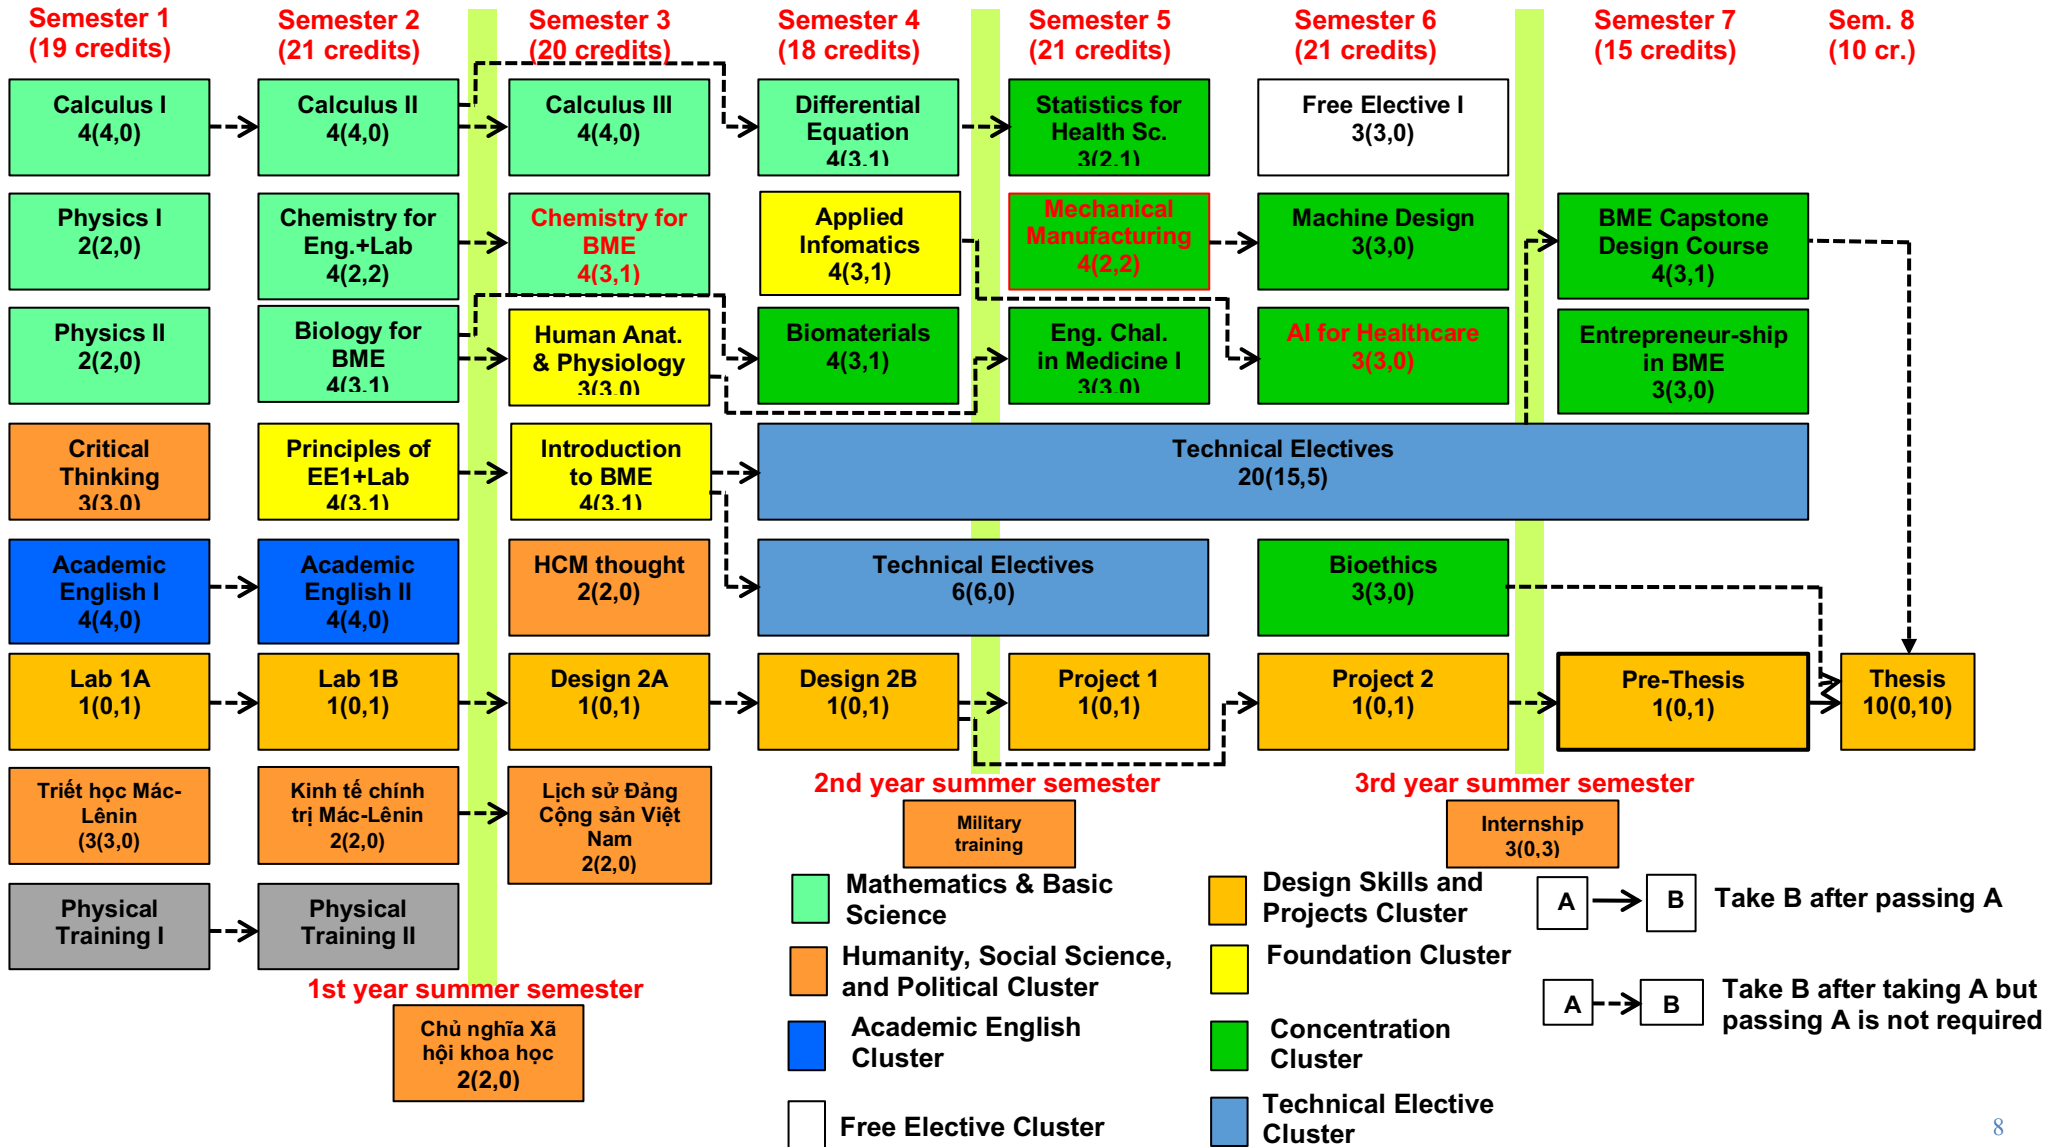 Semester 1
(19 credits)
Semester 2
(21 credits)
Semester 3
(20 credits)
Semester 4
(18 credits)
Semester 5
(21 credits)
Semester 6
(21 credits)
Semester 7
(15 credits)
Sem. 8
(10 cr.)
Calculus I
4(4,0)
Calculus II
4(4,0)
Calculus III
4(4,0)
Differential
Equation
4(3,1)
Statistics for
Health Sc.
3(2,1)
Free Elective I
3(3,0)
Physics I
2(2,0)
Chemistry for
Eng.+Lab
4(2,2)
Chemistry for
BME
4(3,1)
Applied
Infomatics
4(3,1)
Mechanical
Manufacturing
4(2,2)
Machine Design
3(3,0)
BME Capstone
Design Course
4(3,1)
Physics II
2(2,0)
Biology for
BME
4(3,1)
Human Anat.
& Physiology
3(3,0)
Biomaterials
4(3,1)
Eng. Chal.
in Medicine I
3(3,0)
AI for Healthcare
3(3,0)
Entrepreneur-ship
in BME
3(3,0)
Critical
Thinking
3(3,0)
Principles of
EE1+Lab
4(3,1)
Introduction
to BME
4(3,1)
Technical Electives
20(15,5)
Academic
English I
4(4,0)
Academic
English II
4(4,0)
HCM thought
2(2,0)
Technical Electives
6(6,0)
Bioethics
3(3,0)
Lab 1A
1(0,1)
Lab 1B
1(0,1)
Design 2A
1(0,1)
Design 2B
1(0,1)
Project 1
1(0,1)
Project 2
1(0,1)
Pre-Thesis
1(0,1)
Thesis
10(0,10)
Triết học Mác-
Lênin
(3(3,0)
Kinh tế chính
trị Mác-Lênin
2(2,0)
Lịch sử Đảng
Cộng sản Việt
Nam
2(2,0)
2nd year summer semester
Military
training
3rd year summer semester
Internship
3(0,3)
Physical
Training I
Physical
Training II
1st year summer semester
Chủ nghĩa Xã
hội khoa học
2(2,0)
Mathematics & Basic
Science
Humanity, Social Science,
and Political Cluster
Academic English
Cluster
Free Elective Cluster
Design Skills and
Projects Cluster
Foundation Cluster
Concentration
Cluster
Technical Elective
Cluster
A
B
Take B after passing A
A
B
Take B after taking A but
passing A is not required
8